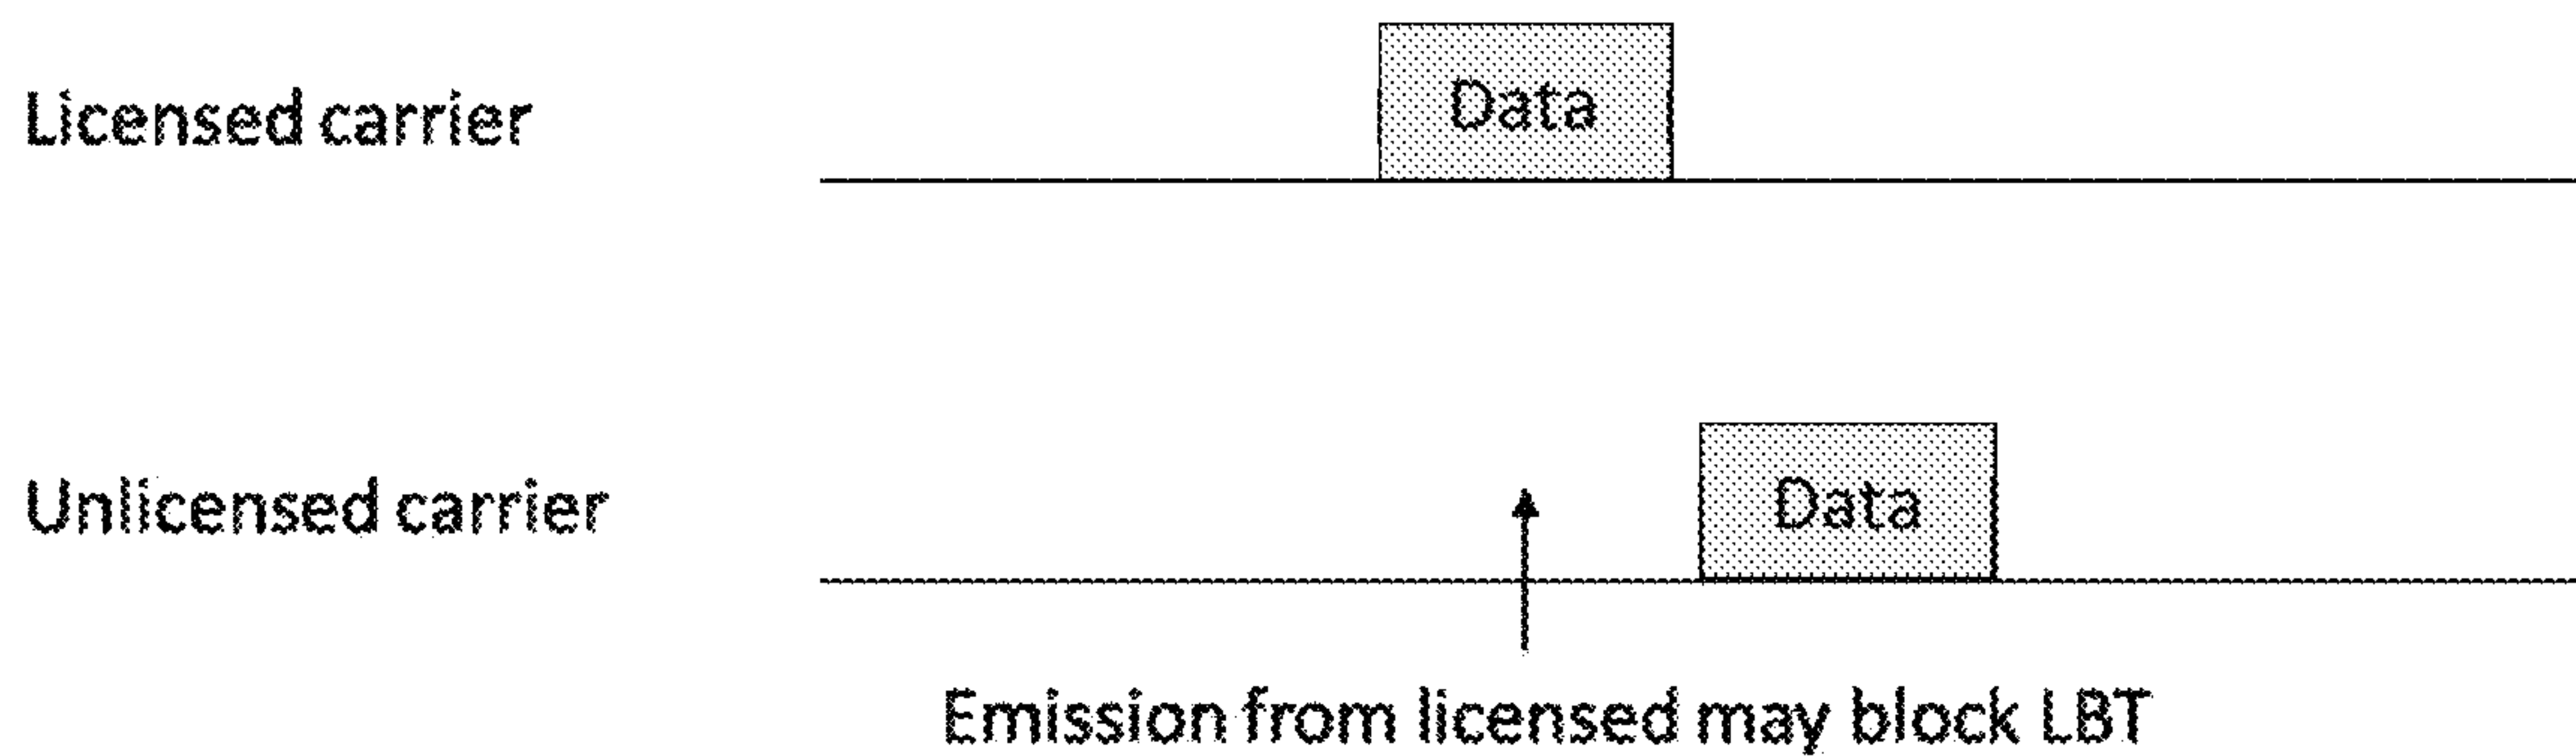 Data
Licensed carrier
Data
Unlicensed carrier
Emission from licensed may block LBT